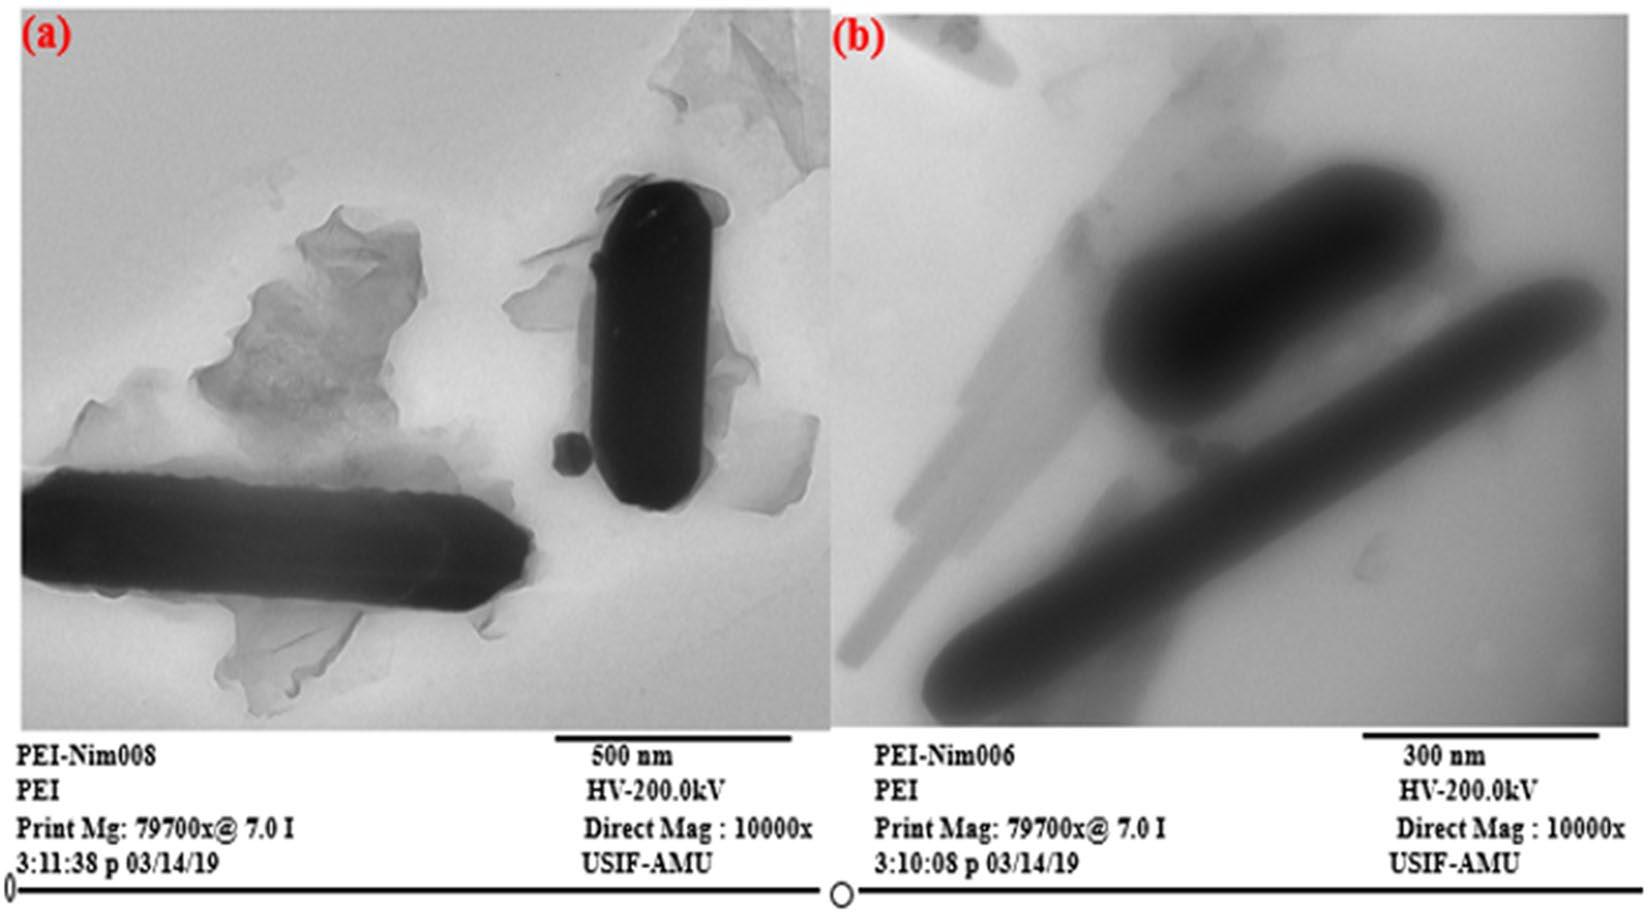 (a)
(b)
PEI-Nim008
500 nm
PEI
HV-200.0kV
Print Mg: 79700x@ 7.0 I
Direct Mag : 10000x
3:11:38 p 03/14/19
USIF-AMU
PEI-Nim006
300 nm
PEI
HV-200.0kV
Print Mag: 79700x@ 7.0 I
Direct Mag : 10000x
3:10:08 p 03/14/19
USIF-AMU